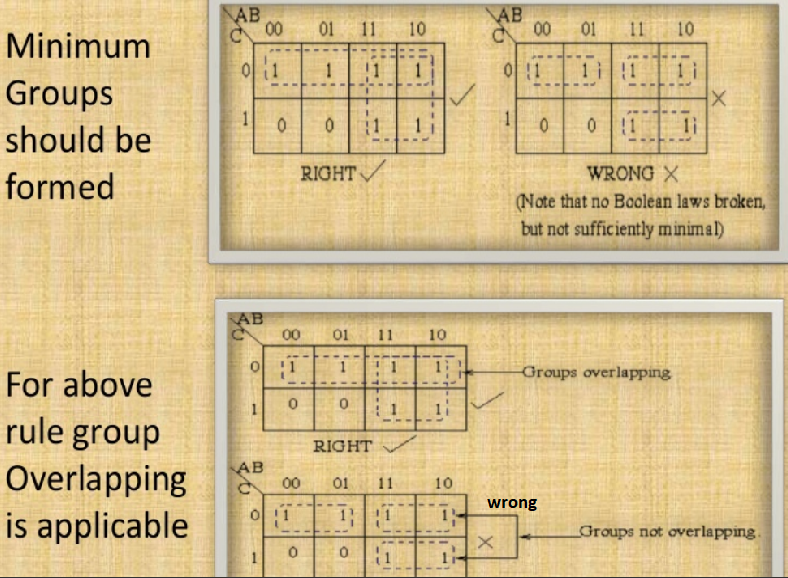 Minimum
Groups
should be
formed
AB
C
00 01 11 10
0 1 1 1 1
1 0 0 1 1
RIGHT
AB
C
00 01 11 10
0 1 1 1 1
1 0 0 1 1
WRONG
(Note that no Boolean laws broken,
but not sufficiently minimal)
For above
rule group
Overlapping
is applicable
AB
C
00 01 11 10
0 1 1 1 1
1 0 0 1 1
Groups overlapping
RIGHT
AB
C
00 01 11 10
0 1 1 1 1
1 0 0 1 1
wrong
Groups not overlapping.